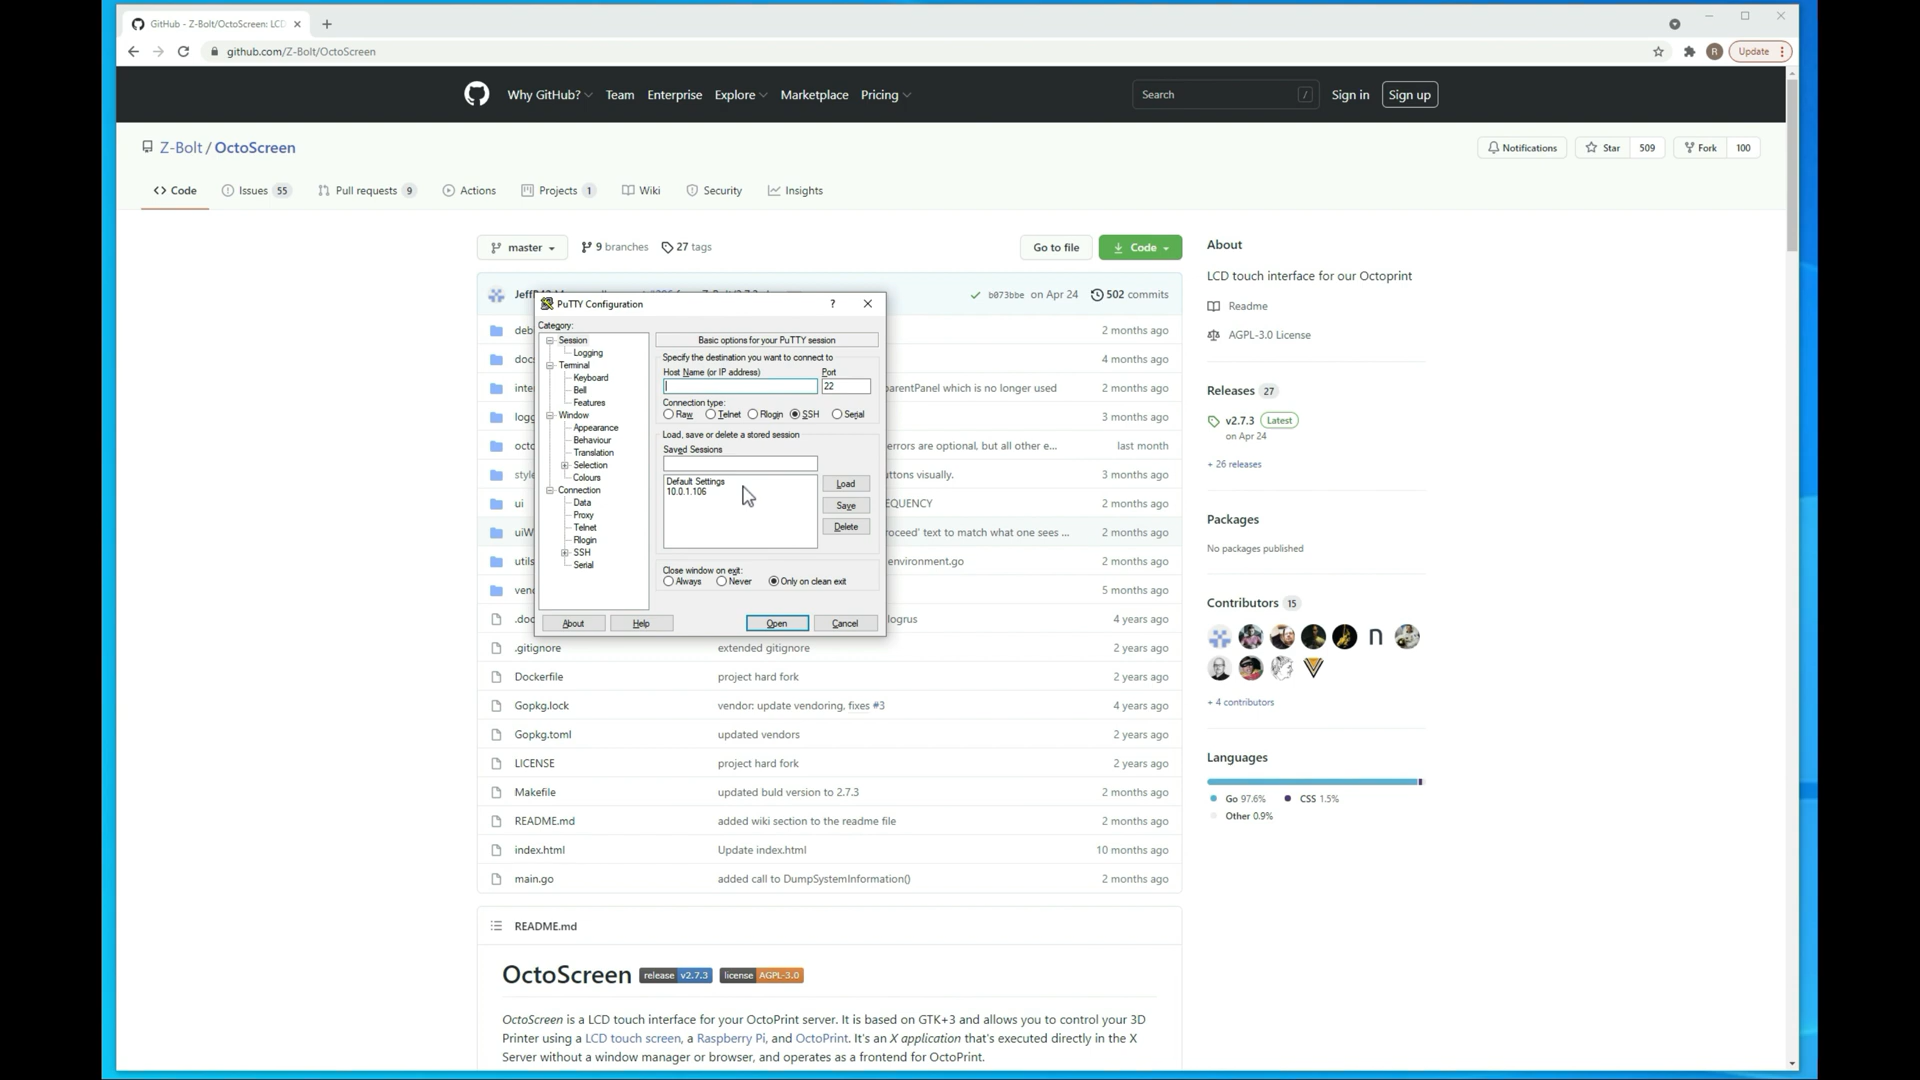 GitHub - Z-Bolt/OctoScreen: LCD
github.com/Z-Bolt/OctoScreen
R
Update
Why GitHub?
Team
Enterprise
Explore
Marketplace
Pricing
Search
/
Sign in
Sign up
Z-Bolt / OctoScreen
Notifications
Star
509
Fork
100
Code
Issues 55
Pull requests 9
Actions
Projects 1
Wiki
Security
Insights
master
9 branches
27 tags
Go to file
Code
b073bbe on Apr 24
502 commits
PuTTY Configuration
?
Category:
Session
Logging
Terminal
Keyboard
Bell
Features
Window
Appearance
Behaviour
Translation
Selection
Colours
Connection
Data
Proxy
Telnet
Rlogin
SSH
Serial
Basic options for your PuTTY session
Specify the destination you want to connect to
Host Name (or IP address)
Port
22
Connection type:
Raw
Telnet
Rlogin
SSH
Serial
Load, save or delete a stored session
Saved Sessions
Default Settings
10.0.1.106
Load
Save
Delete
Close window on exit:
Always
Never
Only on clean exit
About
Help
Open
Cancel
deb
2 months ago
doc
4 months ago
inte
parentPanel which is no longer used
2 months ago
logg
3 months ago
octo
errors are optional, but all other e...
last month
style
ttons visually.
3 months ago
ui
EQUENCY
2 months ago
uiW
roceed' text to match what one sees ...
2 months ago
utils
environment.go
2 months ago
ven
5 months ago
.doc
logrus
4 years ago
.gitignore
extended gitignore
2 years ago
Dockerfile
project hard fork
2 years ago
Gopkg.lock
vendor: update vendoring, fixes #3
4 years ago
Gopkg.toml
updated vendors
2 years ago
LICENSE
project hard fork
2 years ago
Makefile
updated buld version to 2.7.3
2 months ago
README.md
added wiki section to the readme file
2 months ago
index.html
Update index.html
10 months ago
main.go
added call to DumpSystemInformation()
2 months ago
README.md
OctoScreen
release v2.7.3
license AGPL-3.0
OctoScreen is a LCD touch interface for your OctoPrint server. It is based on GTK+3 and allows you to control your 3D
Printer using a LCD touch screen, a Raspberry Pi, and OctoPrint. It's an X application that's executed directly in the X
Server without a window manager or browser, and operates as a frontend for OctoPrint.
About
LCD touch interface for our Octoprint
Readme
AGPL-3.0 License
Releases 27
v2.7.3 Latest
on Apr 24
+ 26 releases
Packages
No packages published
Contributors 15
n
+ 4 contributors
Languages
Go 97.6%
CSS 1.5%
Other 0.9%